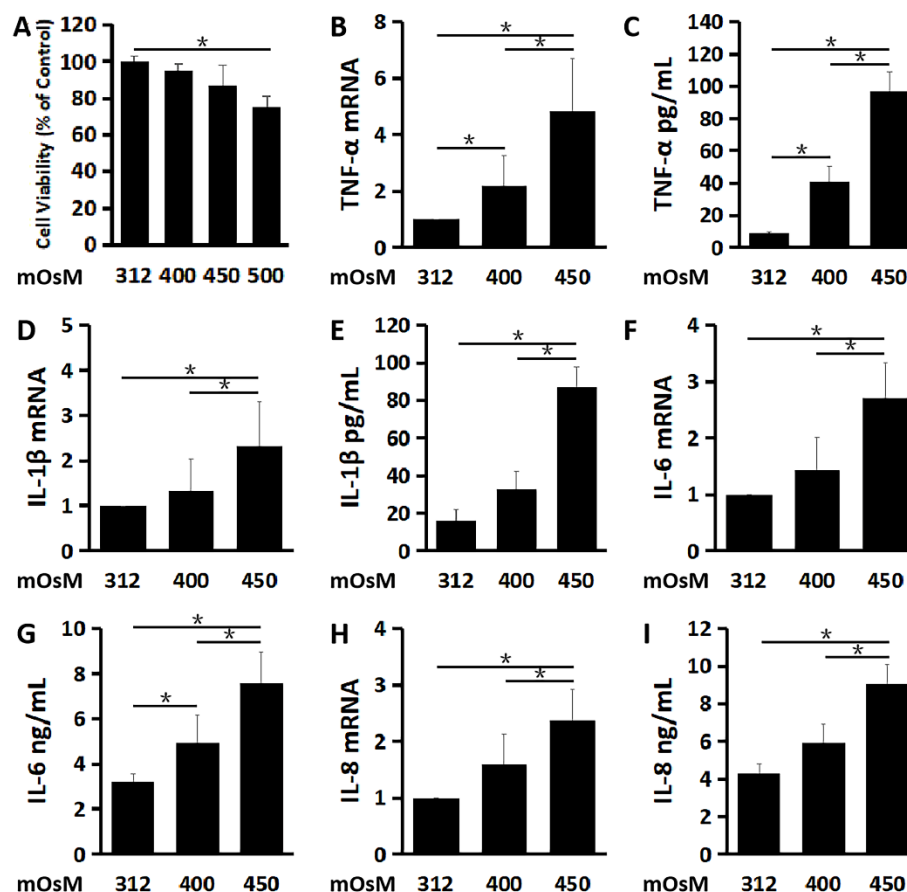 A
Cell Viability (% of Control)
120
100
80
60
40
20
0
*
mOsM 312 400 450 500
B
TNF-α mRNA
8
6
4
2
0
*
*
*
mOsM 312 400 450
C
TNF-α pg/mL
140
120
100
80
60
40
20
0
*
*
*
312 400 450
D
IL-1β mRNA
5
4
3
2
1
0
*
*
mOsM 312 400 450
E
IL-1β pg/mL
120
100
80
60
40
20
0
*
*
mOsM 312 400 450
F
IL-6 mRNA
4
3
2
1
0
*
*
mOsM 312 400 450
G
IL-6 ng/mL
10
8
6
4
2
0
*
*
*
mOsM 312 400 450
H
IL-8 mRNA
4
3
2
1
0
*
*
mOsM 312 400 450
I
IL-8 ng/mL
12
10
8
6
4
2
0
*
*
mOsM 312 400 450